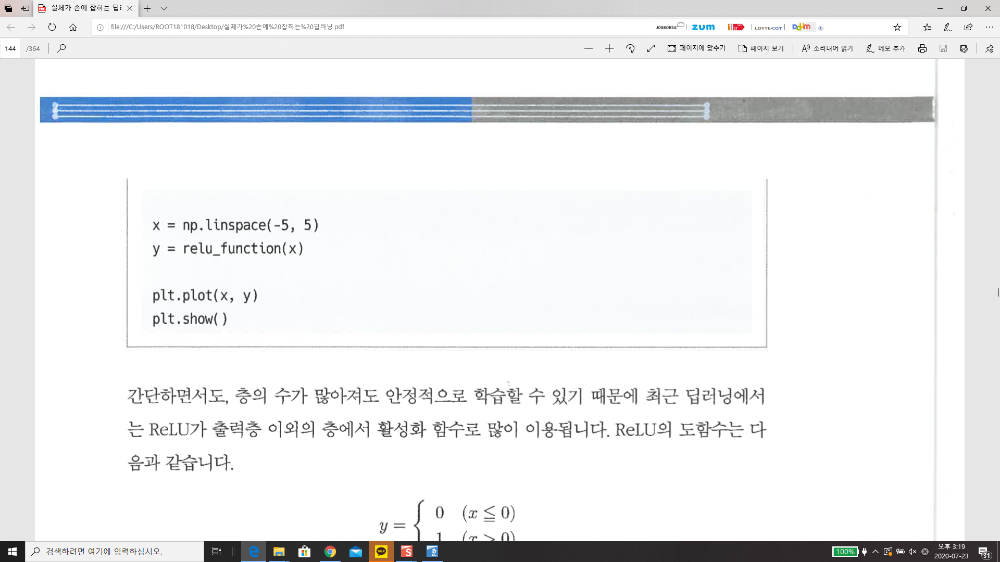 실체가 손에 잡히는 딥
file:///C:/Users/ROOT181018/Desktop/실체가%20손에%20잡히는%20딥러닝.pdf
JOBKOREA
zum
11ST
LOTTE.COM
144 /364
페이지에 맞추기
페이지 보기
소리내어 읽기
메모 추가
x = np.linspace(-5, 5)
y = relu_function(x)
plt.plot(x, y)
plt.show()
간단하면서도, 층의 수가 많아져도 안정적으로 학습할 수 있기 때문에 최근 딥러닝에서
는 ReLU가 출력층 이외의 층에서 활성화 함수로 많이 이용됩니다. ReLU의 도함수는 다
음과 같습니다.
y = { 0 (x ≦ 0)
1 (x > 0)
검색하려면 여기에 입력하십시오.
TALK
100%
오후 3:19
2020-07-23
31